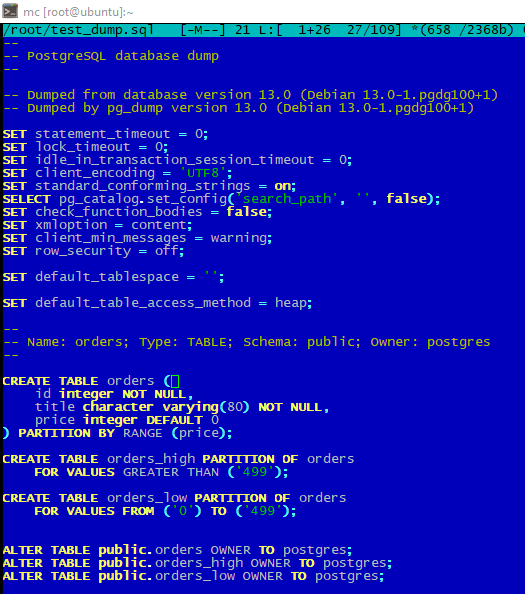 mc [root@ubuntu]:~
/root/test_dump.sql [-M--] 21 L:[ 1+26 27/109] *(658 /2368b)
--
-- PostgreSQL database dump
--
-- Dumped from database version 13.0 (Debian 13.0-1.pgdg100+1)
-- Dumped by pg_dump version 13.0 (Debian 13.0-1.pgdg100+1)
SET statement_timeout = 0;
SET lock_timeout = 0;
SET idle_in_transaction_session_timeout = 0;
SET client_encoding = 'UTF8';
SET standard_conforming_strings = on;
SELECT pg_catalog.set_config('search_path', '', false);
SET check_function_bodies = false;
SET xmloption = content;
SET client_min_messages = warning;
SET row_security = off;
SET default_tablespace = '';
SET default_table_access_method = heap;
--
-- Name: orders; Type: TABLE; Schema: public; Owner: postgres
--
CREATE TABLE orders (
    id integer NOT NULL,
    title character varying(80) NOT NULL,
    price integer DEFAULT 0
) PARTITION BY RANGE (price);
CREATE TABLE orders_high PARTITION OF orders
    FOR VALUES GREATER THAN ('499');
CREATE TABLE orders_low PARTITION OF orders
    FOR VALUES FROM ('0') TO ('499');
ALTER TABLE public.orders OWNER TO postgres;
ALTER TABLE public.orders_high OWNER TO postgres;
ALTER TABLE public.orders_low OWNER TO postgres;